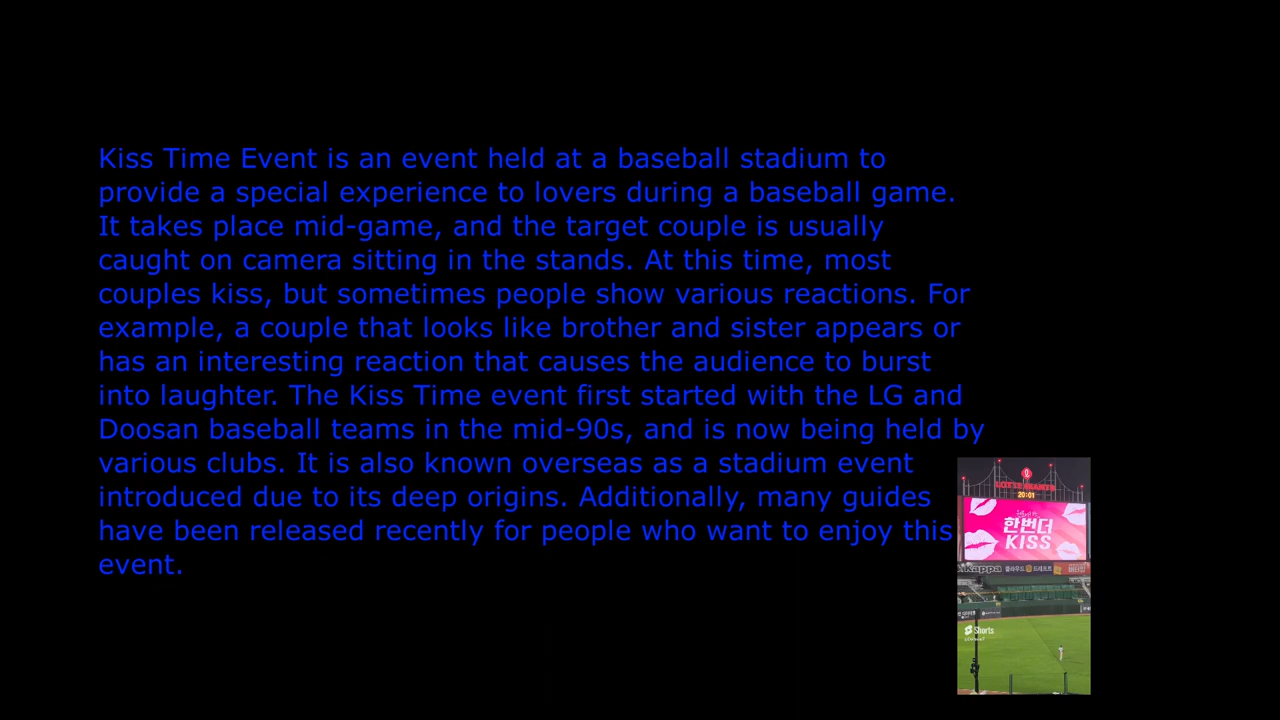 Kiss Time Event is an event held at a baseball stadium to
provide a special experience to lovers during a baseball game.
It takes place mid-game, and the target couple is usually
caught on camera sitting in the stands. At this time, most
couples kiss, but sometimes people show various reactions. For
example, a couple that looks like brother and sister appears or
has an interesting reaction that causes the audience to burst
into laughter. The Kiss Time event first started with the LG and
Doosan baseball teams in the mid-90s, and is now being held by
various clubs. It is also known overseas as a stadium event
introduced due to its deep origins. Additionally, many guides
have been released recently for people who want to enjoy this
event.
LOTTE GIANTS
20:01
한번더
KISS
Kappa
Shorts